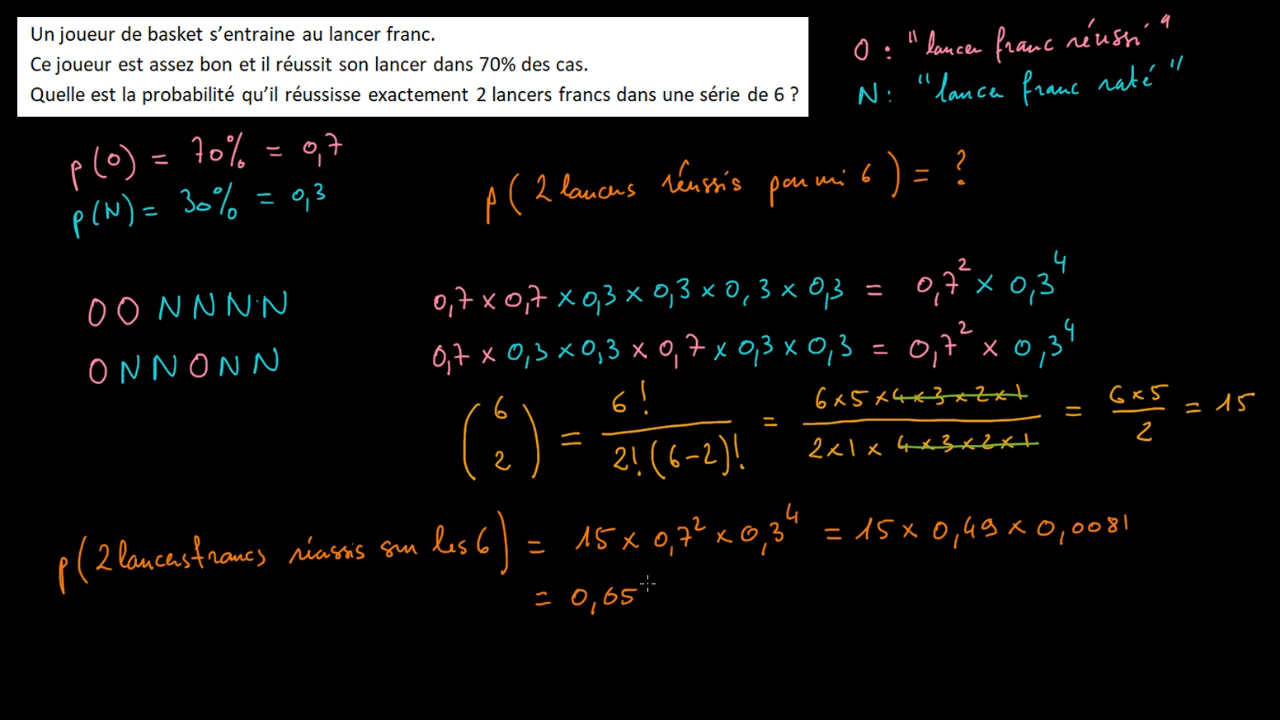 Un joueur de basket s'entraine au lancer franc.
Ce joueur est assez bon et il réussit son lancer dans 70% des cas.
Quelle est la probabilité qu'il réussisse exactement 2 lancers francs dans une série de 6 ?
O : "lancer franc réussi"
N : "lancer franc raté"
p(O) = 70% = 0,7
p(N) = 30% = 0,3
p(2 lancers réussis parmi 6) = ?
O O N N N N
0,7 × 0,7 × 0,3 × 0,3 × 0,3 × 0,3 = 0,7² × 0,3⁴
O N N O N N
0,7 × 0,3 × 0,3 × 0,7 × 0,3 × 0,3 = 0,7² × 0,3⁴
(6 2) = 6! / 2!(6-2)! = 6×5×4×3×2×1 / 2×1×4×3×2×1 = 6×5 / 2 = 15
p(2 lancers francs réussis sur les 6) = 15 × 0,7² × 0,3⁴ = 15 × 0,49 × 0,0081
= 0,05